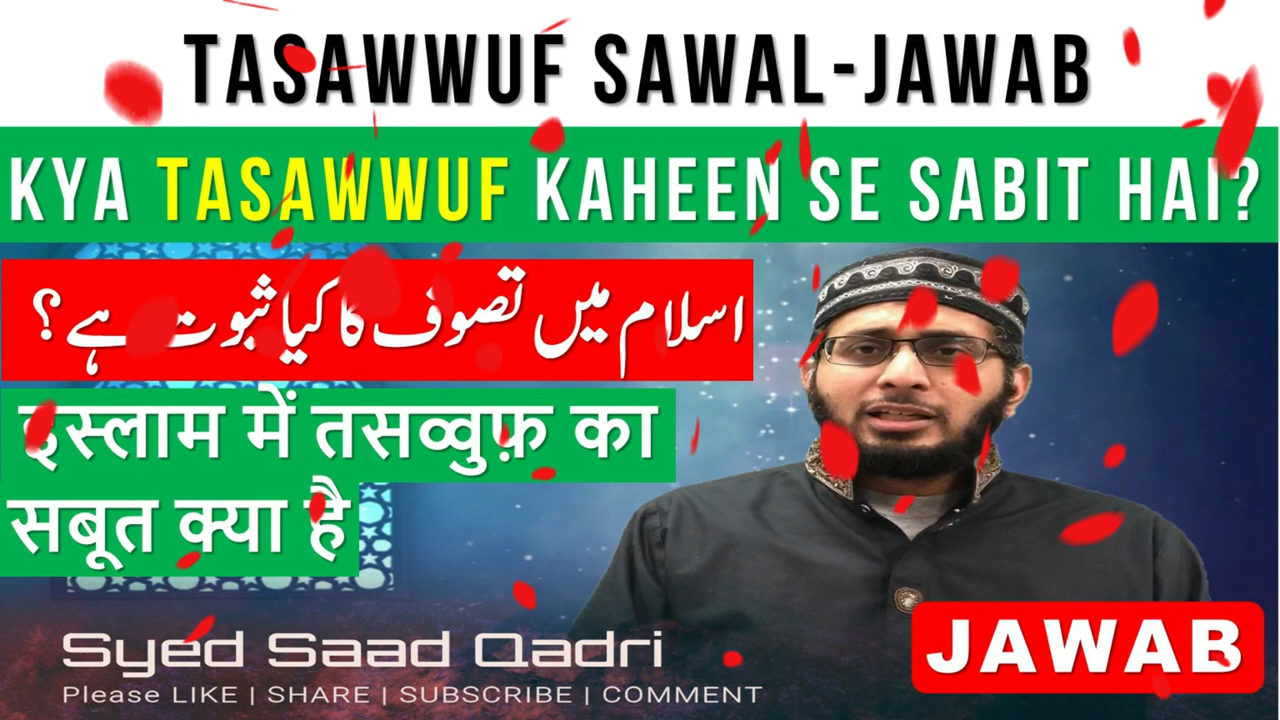 TASAWWUF SAWAL-JAWAB
KYA TASAWWUF KAHEEN SE SABIT HAI?
اسلام میں تصوف کا کیا ثبوت ہے؟
इस्लाम में तसव्वुफ़ का
सबूत क्या है
Syed Saad Qadri
Please LIKE | SHARE | SUBSCRIBE | COMMENT
JAWAB